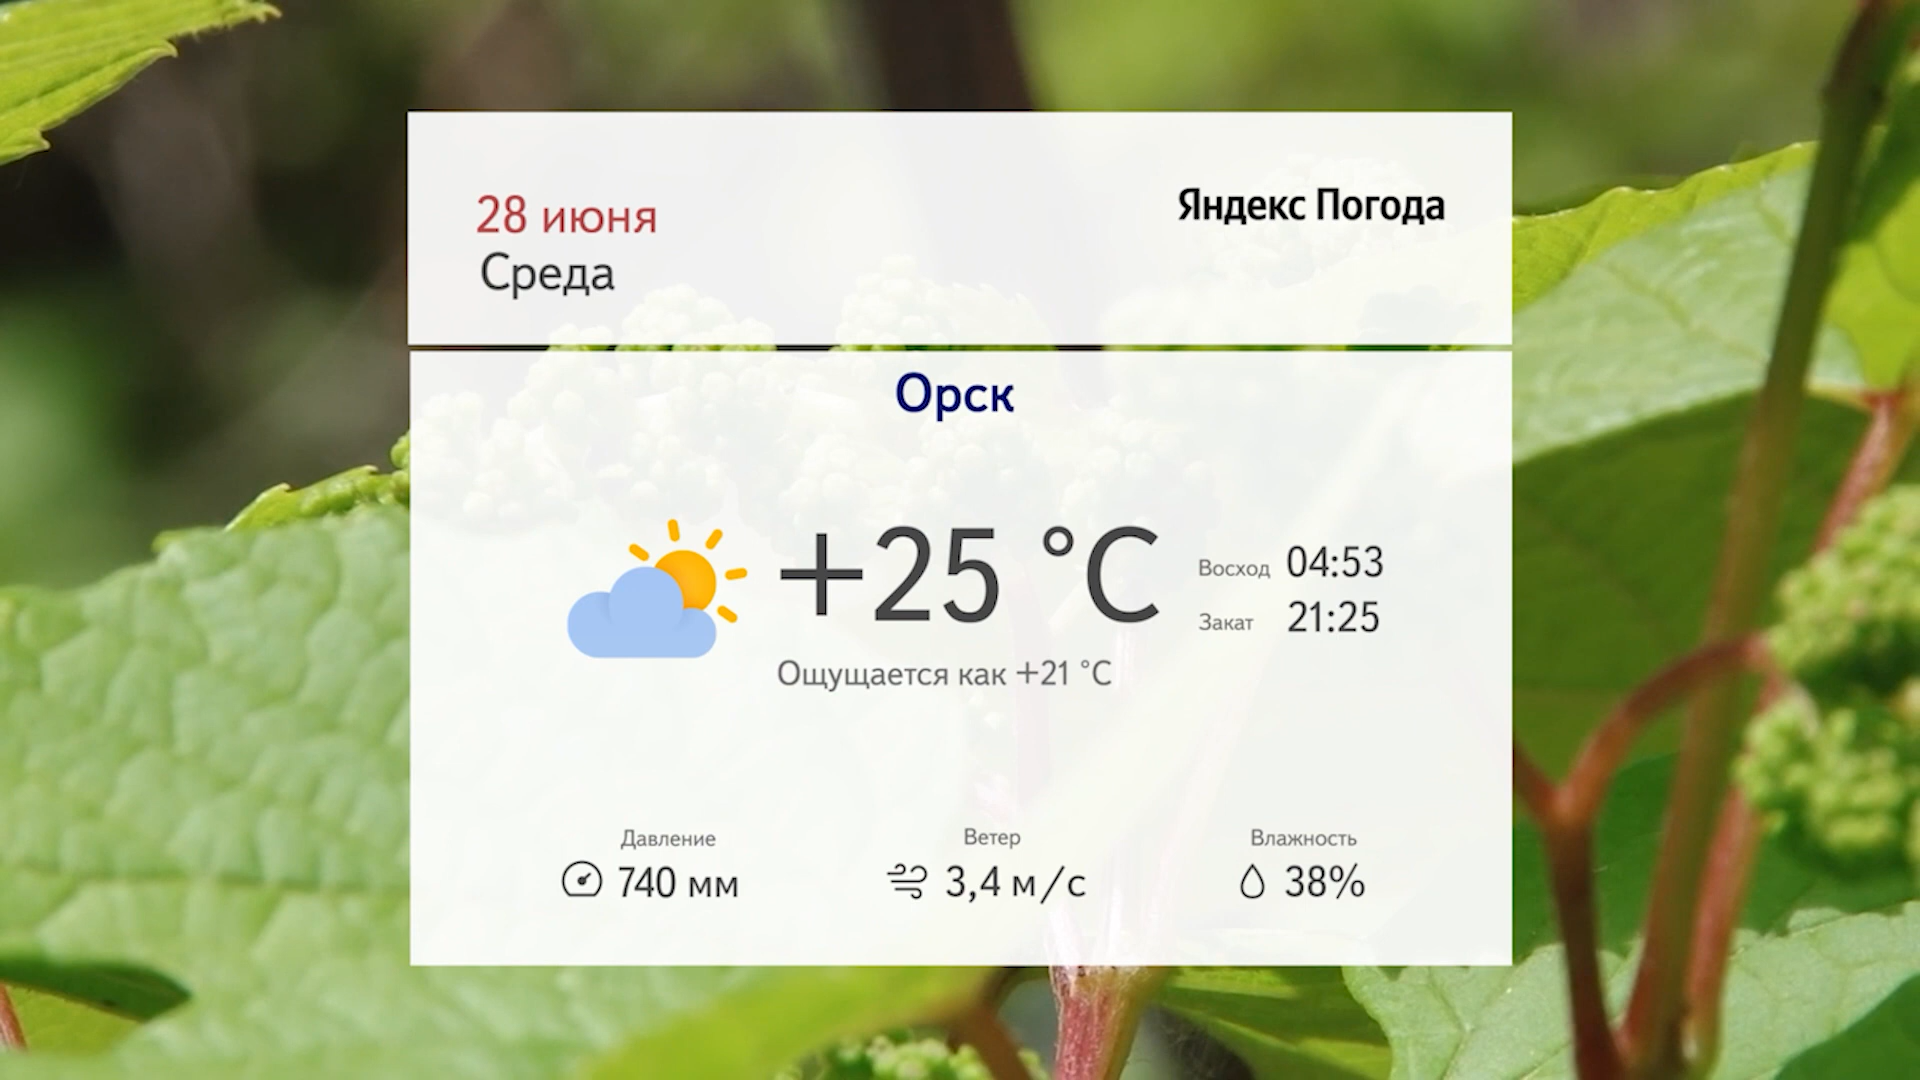 28 июня
Среда
Яндекс Погода
Орск
+25 °C
Восход 04:53
Закат 21:25
Ощущается как +21 °C
Давление
740 мм
Ветер
3,4 м/с
Влажность
38%